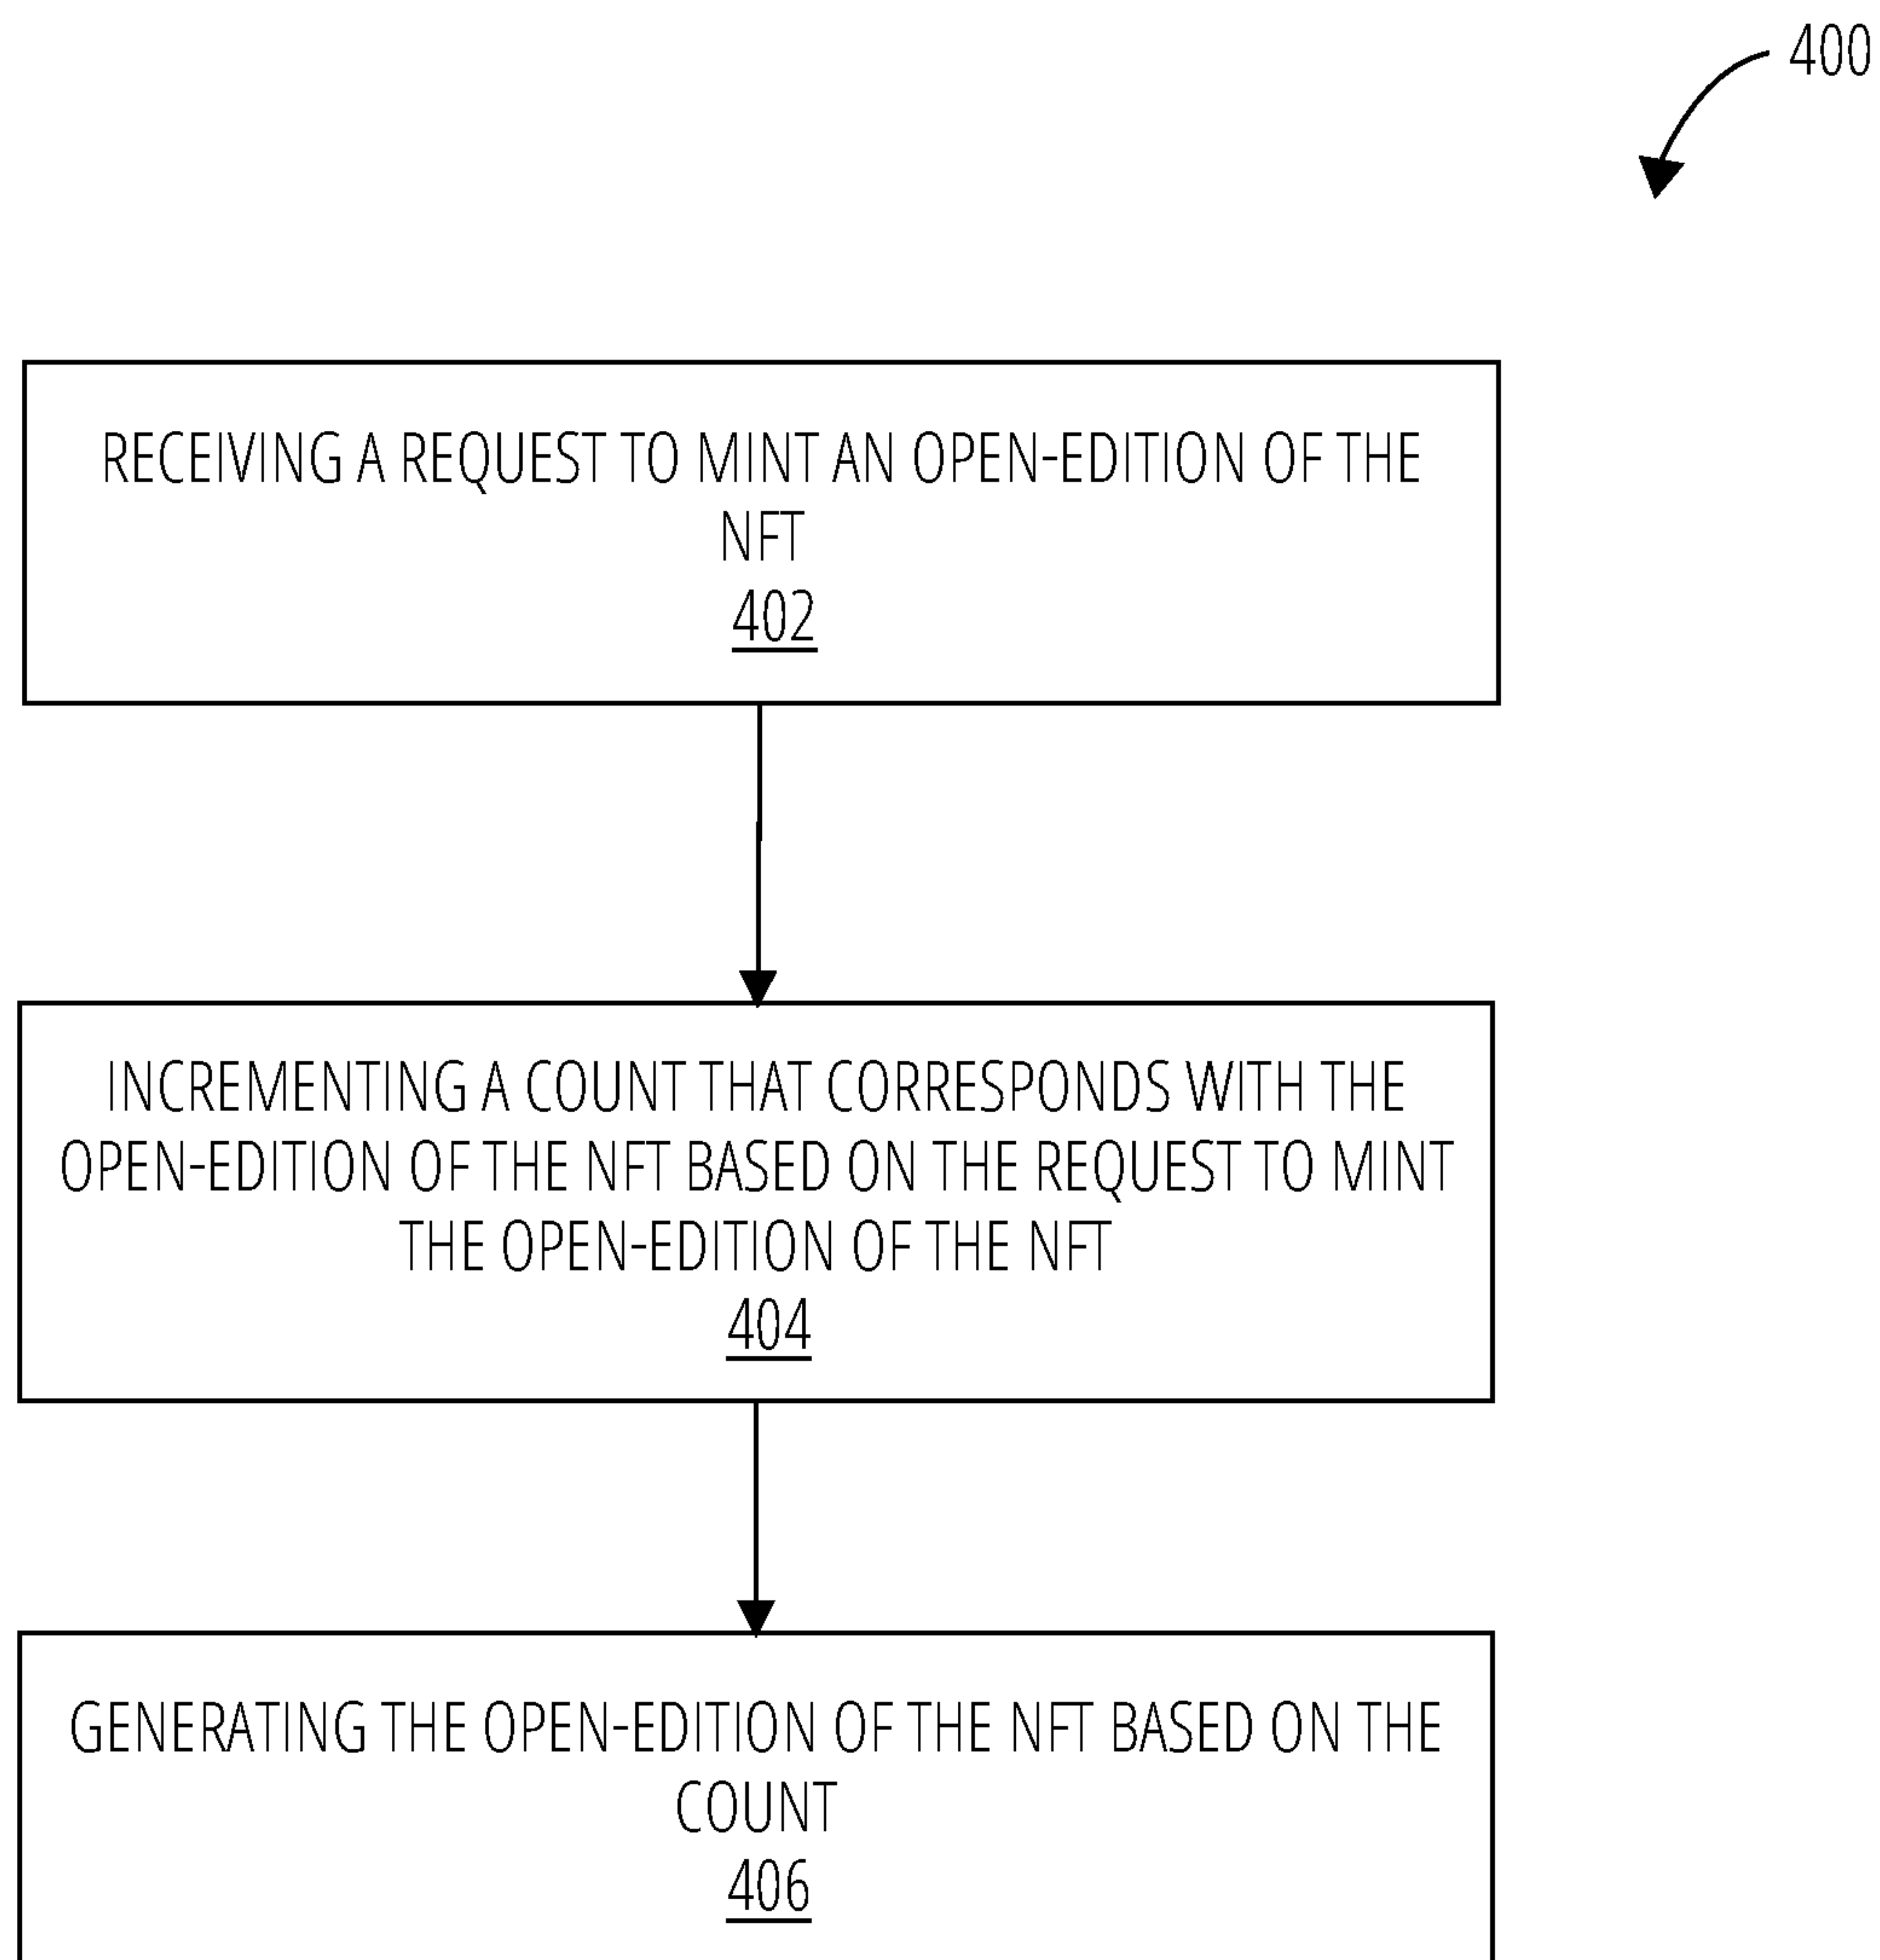 400
RECEIVING A REQUEST TO MINT AN OPEN-EDITION OF THE
NFT
402
INCREMENTING A COUNT THAT CORRESPONDS WITH THE
OPEN-EDITION OF THE NFT BASED ON THE REQUEST TO MINT
THE OPEN-EDITION OF THE NFT
404
GENERATING THE OPEN-EDITION OF THE NFT BASED ON THE
COUNT
406